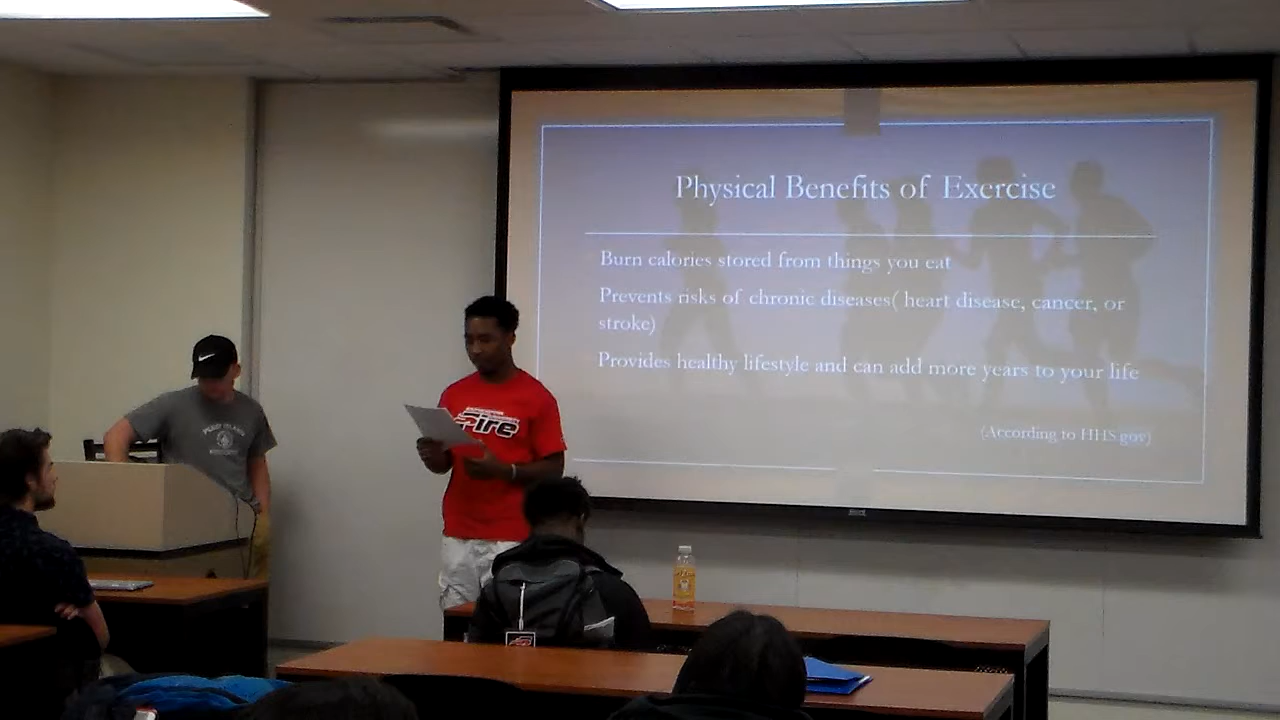 Physical Benefits of Exercise
Burn calories stored from things you eat
Prevents risks of chronic diseases( heart disease, cancer, or
stroke)
Provides healthy lifestyle and can add more years to your life
(According to HHS.gov)
Fire